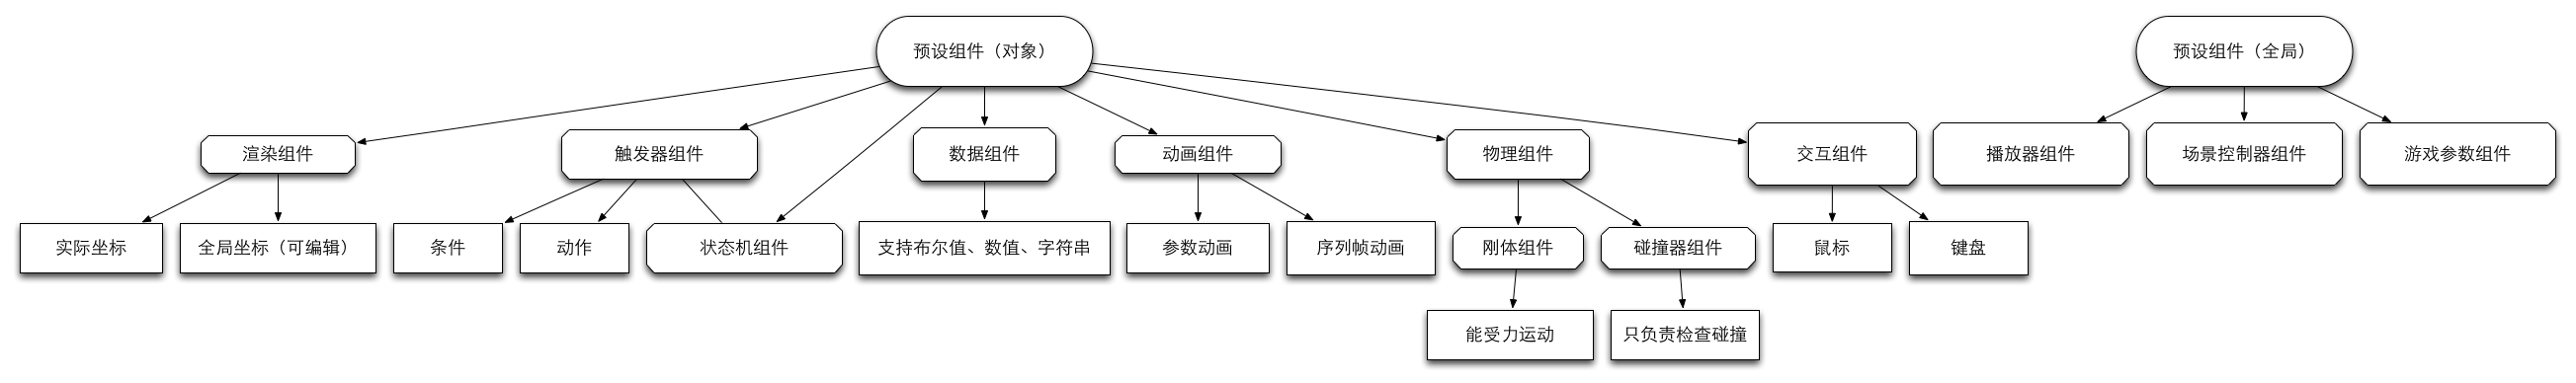 预设组件（对象）
预设组件（全局）
渲染组件
触发器组件
数据组件
动画组件
物理组件
交互组件
播放器组件
场景控制器组件
游戏参数组件
实际坐标
全局坐标（可编辑）
条件
动作
状态机组件
支持布尔值、数值、字符串
参数动画
序列帧动画
刚体组件
碰撞器组件
鼠标
键盘
能受力运动
只负责检查碰撞